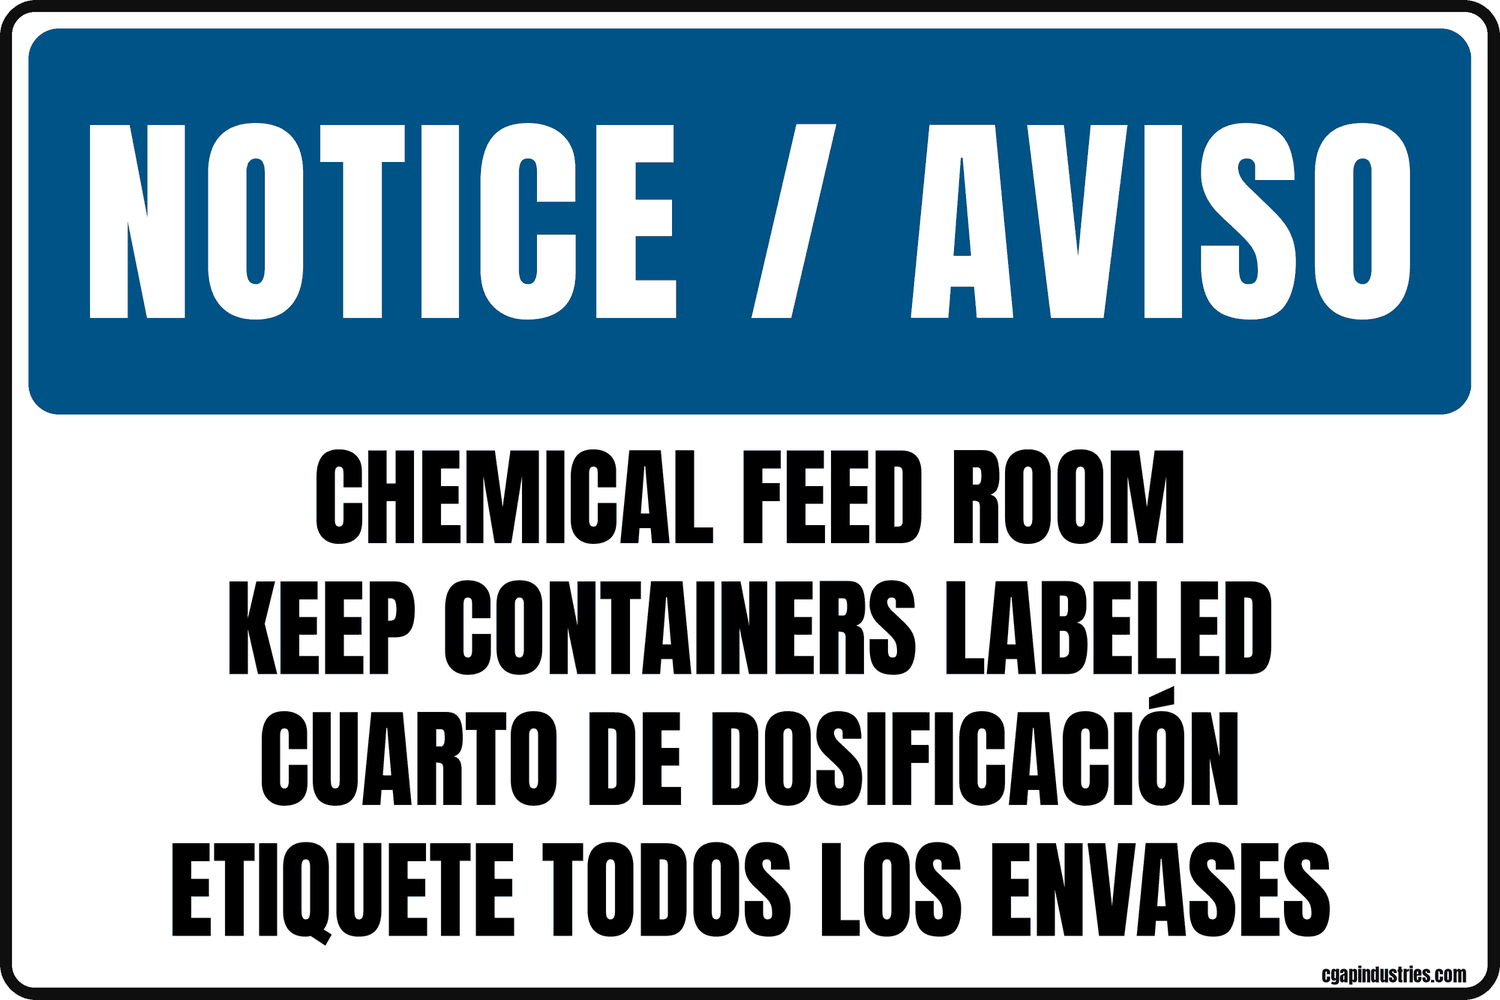 NOTICE / AVISO
CHEMICAL FEED ROOM
KEEP CONTAINERS LABELED
CUARTO DE DOSIFICACIÓN
ETIQUETE TODOS LOS ENVASES
cgapindustries.com